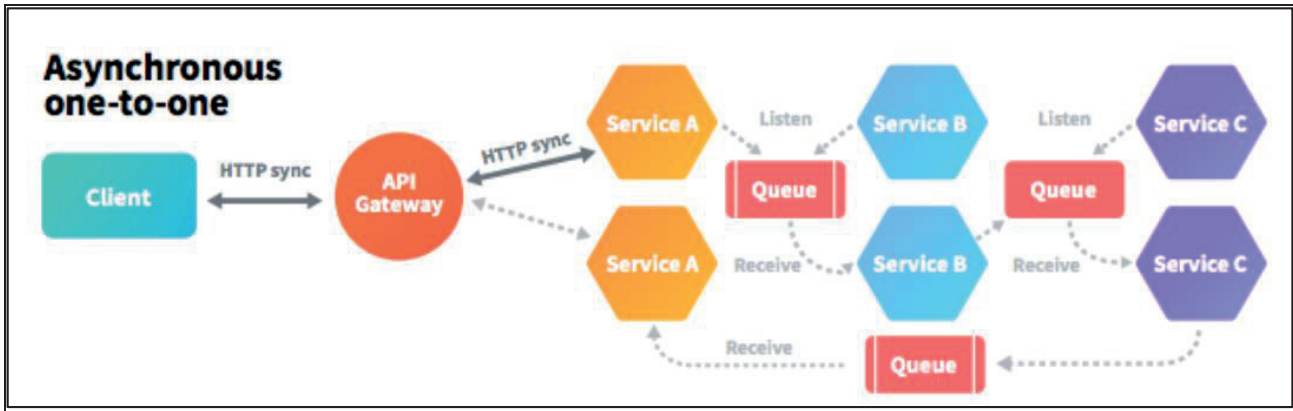 Asynchronous
one-to-one
Client
HTTP sync
API
Gateway
HTTP sync
Service A
Listen
Service B
Listen
Service C
Queue
Queue
Service A
Receive
Service B
Receive
Service C
Receive
Queue